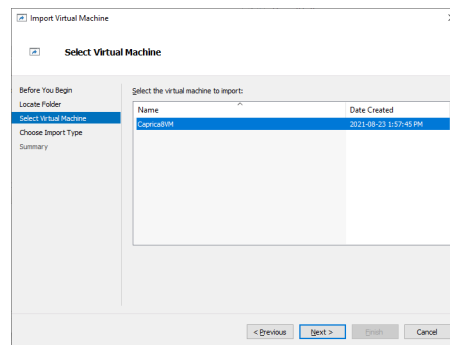 Import Virtual Machine
Select Virtual Machine
Before You Begin
Locate Folder
Select Virtual Machine
Choose Import Type
Summary
Select the virtual machine to import:
Name Date Created
Caprica8VM 2021-08-23 1:57:45 PM
< Previous Next > Finish Cancel